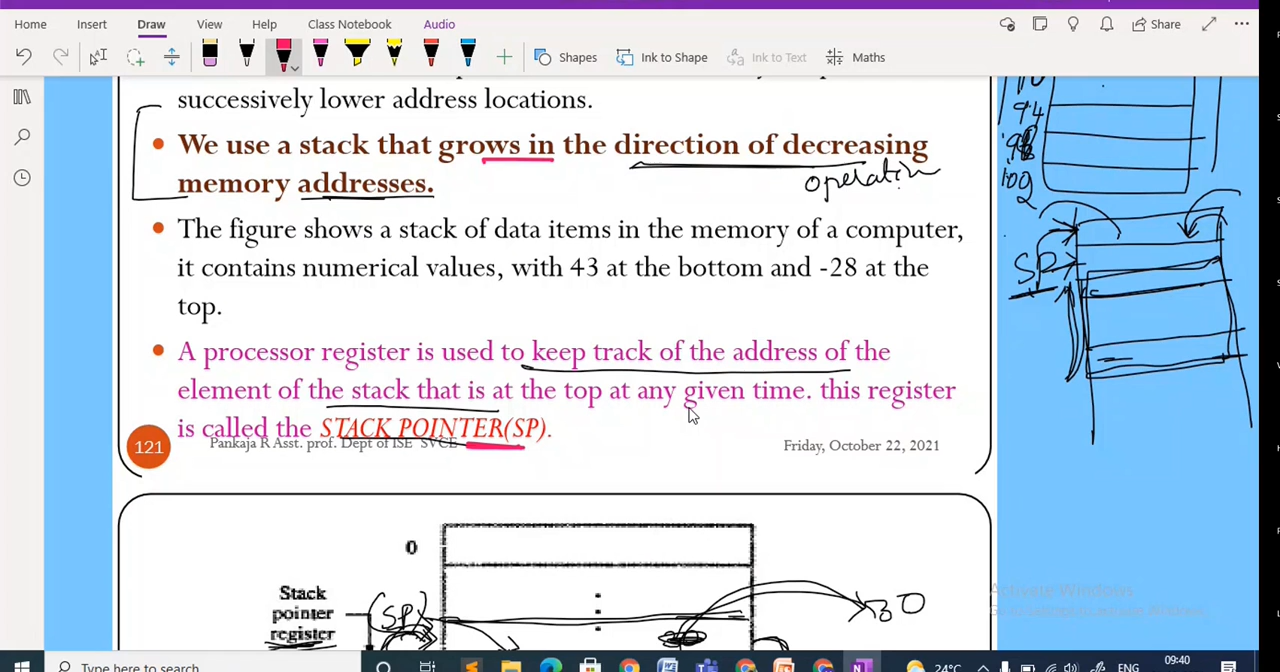 Home Insert Draw View Help Class Notebook Audio
Share
Shapes Ink to Shape Ink to Text Maths
successively lower address locations.
• We use a stack that grows in the direction of decreasing
memory addresses.
operation
• The figure shows a stack of data items in the memory of a computer,
it contains numerical values, with 43 at the bottom and -28 at the
top.
• A processor register is used to keep track of the address of the
element of the stack that is at the top at any given time. this register
is called the STACK POINTER(SP).
121
Pankaja R Asst. prof. Dept of ISE SVCE
Friday, October 22, 2021
94
SP
0
Stack
pointer
register
(SP)
30
Activate Windows
Type here to search
24°C
ENG
09:40